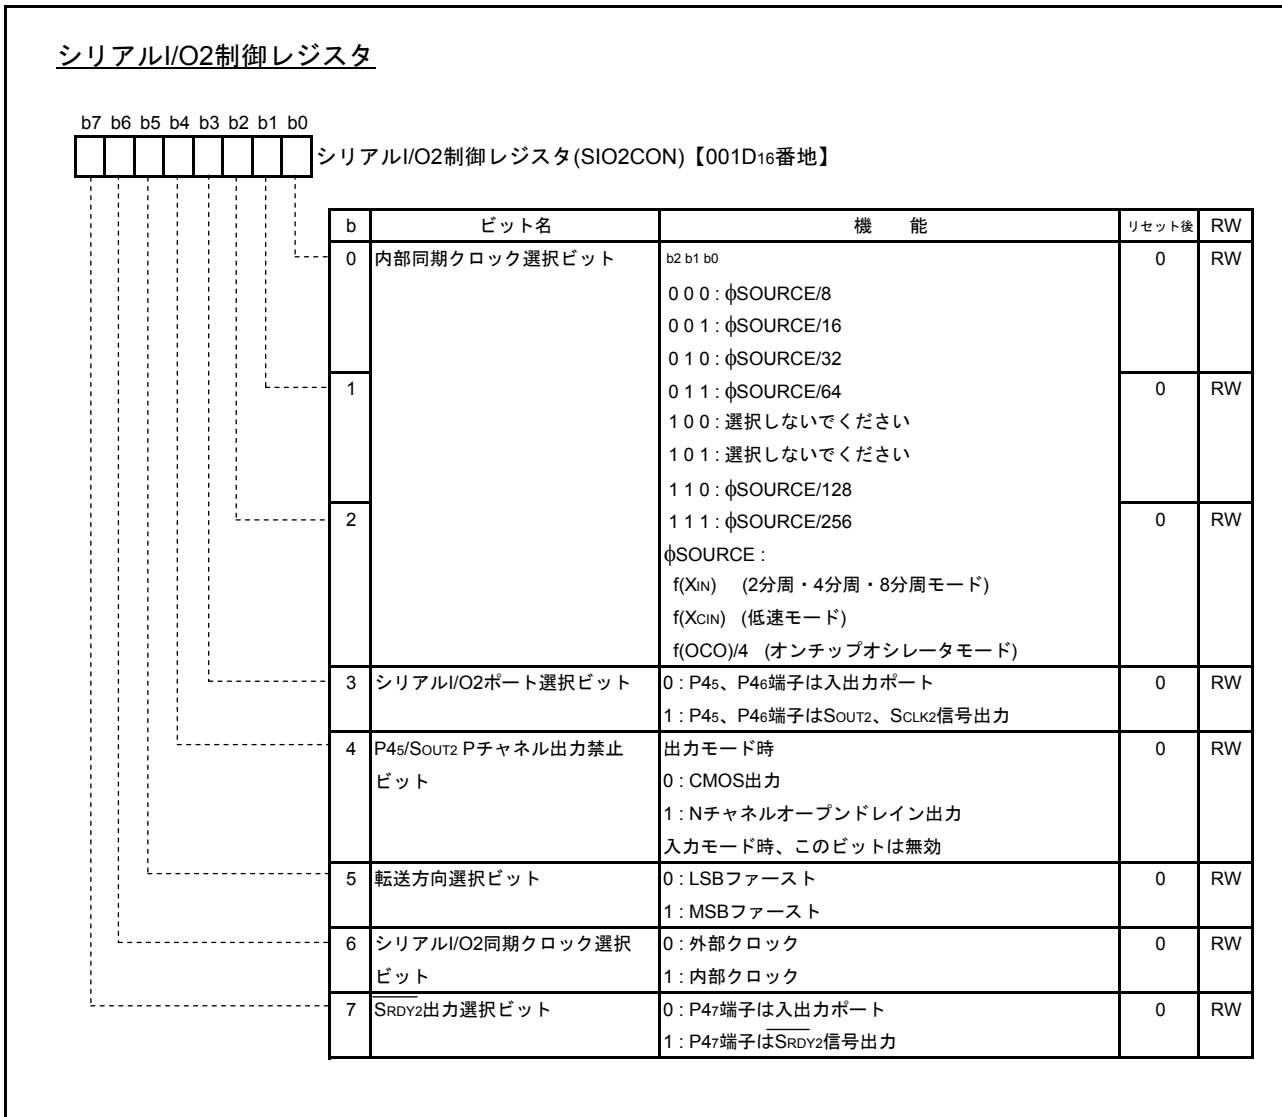 シリアルI/O2制御レジスタ
b7 b6 b5 b4 b3 b2 b1 b0
シリアルI/O2制御レジスタ(SIO2CON)【001D16番地】
b ビット名 機 能 リセット後 RW
0 内部同期クロック選択ビット b2 b1 b0 0 RW
0 0 0 : ϕSOURCE/8
0 0 1 : ϕSOURCE/16
0 1 0 : ϕSOURCE/32
1 0 1 1 : ϕSOURCE/64 0 RW
1 0 0 : 選択しないでください
1 0 1 : 選択しないでください
1 1 0 : ϕSOURCE/128
2 1 1 1 : ϕSOURCE/256 0 RW
ϕSOURCE :
f(XIN) (2分周・4分周・8分周モード)
f(XCIN) (低速モード)
f(OCO)/4 (オンチップオシレータモード)
3 シリアルI/O2ポート選択ビット 0 : P45、P46端子は入出力ポート 0 RW
1 : P45、P46端子はSOUT2、SCLK2信号出力
4 P45/SOUT2 Pチャネル出力禁止 出力モード時 0 RW
ビット 0 : CMOS出力
1 : Nチャネルオープンドレイン出力
入力モード時、このビットは無効
5 転送方向選択ビット 0 : LSBファースト 0 RW
1 : MSBファースト
6 シリアルI/O2同期クロック選択 0 : 外部クロック 0 RW
ビット 1 : 内部クロック
7 SRDY2出力選択ビット 0 : P47端子は入出力ポート 0 RW
1 : P47端子はSRDY2信号出力